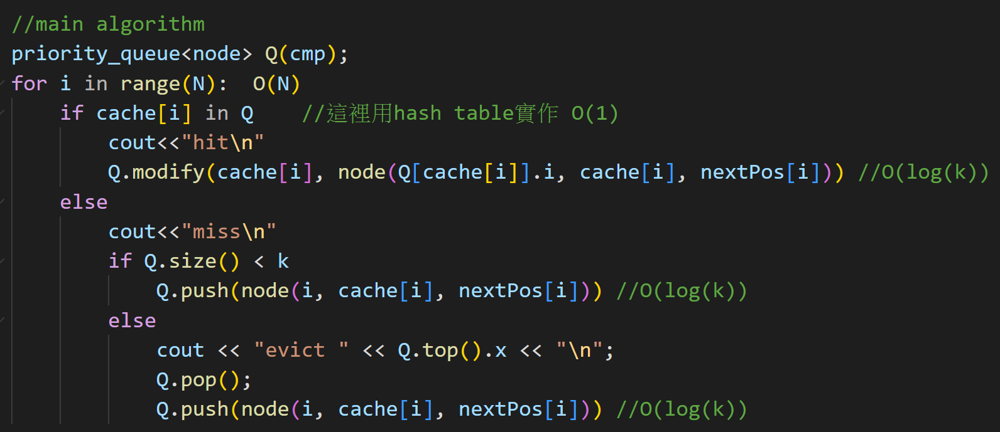 //main algorithm
priority_queue<node> Q(cmp);
for i in range(N):  O(N)
    if cache[i] in Q    //這裡用hash table實作 O(1)
        cout<<"hit\n"
        Q.modify(cache[i], node(Q[cache[i]].i, cache[i], nextPos[i])) //O(log(k))
    else
        cout<<"miss\n"
        if Q.size() < k
            Q.push(node(i, cache[i], nextPos[i])) //O(log(k))
        else
            cout << "evict " << Q.top().x << "\n";
            Q.pop();
            Q.push(node(i, cache[i], nextPos[i])) //O(log(k))